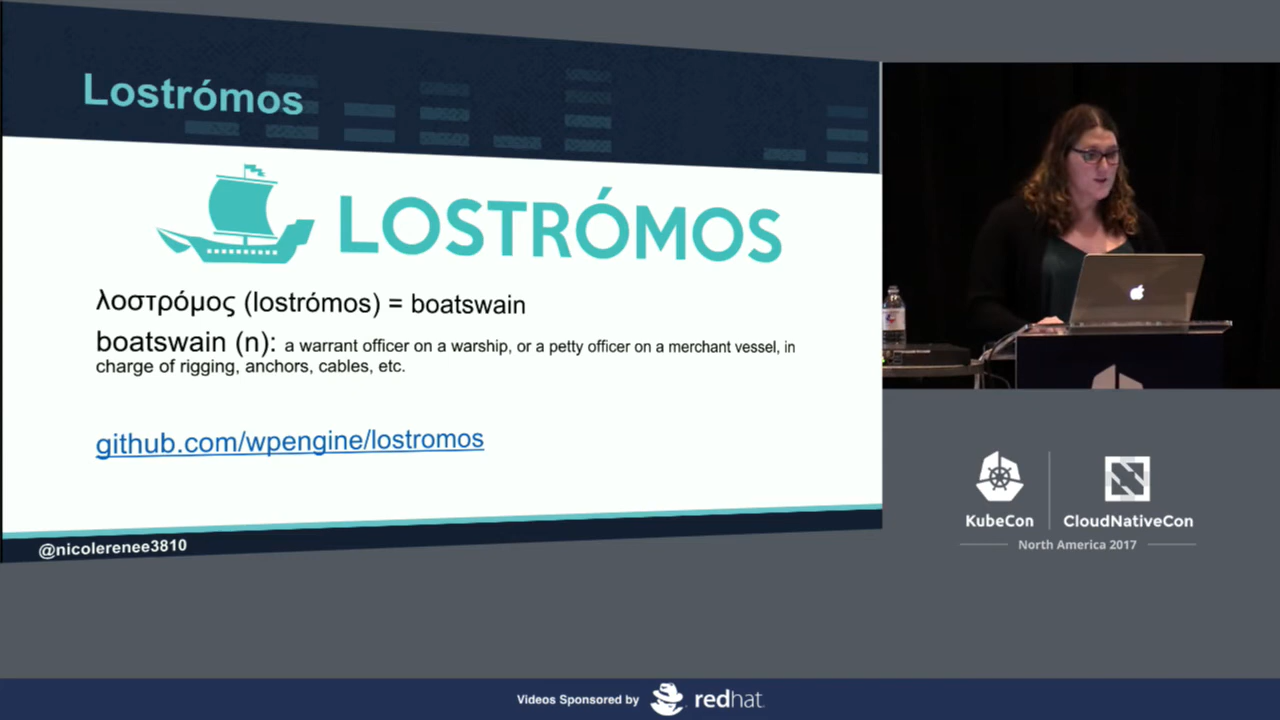 Lostrómos
LOSTRÓMOS
λοστρόμος (lostrómos) = boatswain
boatswain (n): a warrant officer on a warship, or a petty officer on a merchant vessel, in
charge of rigging, anchors, cables, etc.
github.com/wpengine/lostromos
@nicolerenee3810
KubeCon
CloudNativeCon
North America 2017
Videos Sponsored by
redhat.